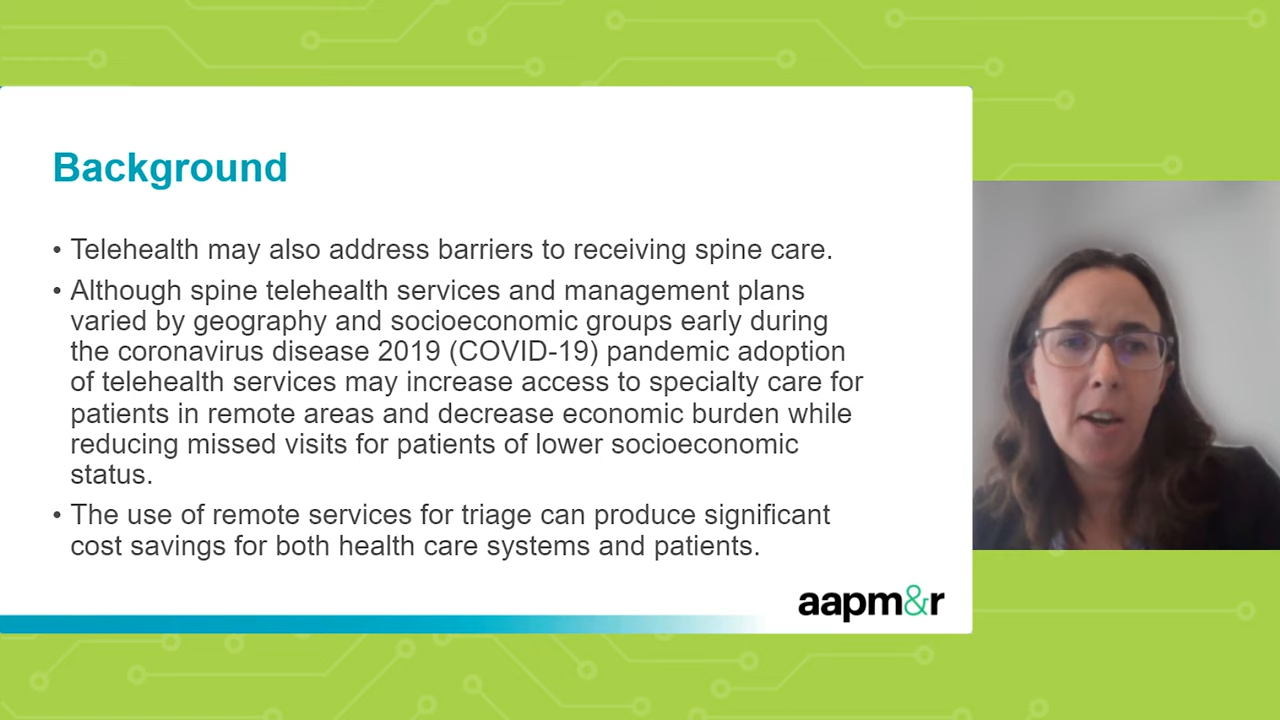 Background
• Telehealth may also address barriers to receiving spine care.
• Although spine telehealth services and management plans
varied by geography and socioeconomic groups early during
the coronavirus disease 2019 (COVID-19) pandemic adoption
of telehealth services may increase access to specialty care for
patients in remote areas and decrease economic burden while
reducing missed visits for patients of lower socioeconomic
status.
• The use of remote services for triage can produce significant
cost savings for both health care systems and patients.
aapm&r